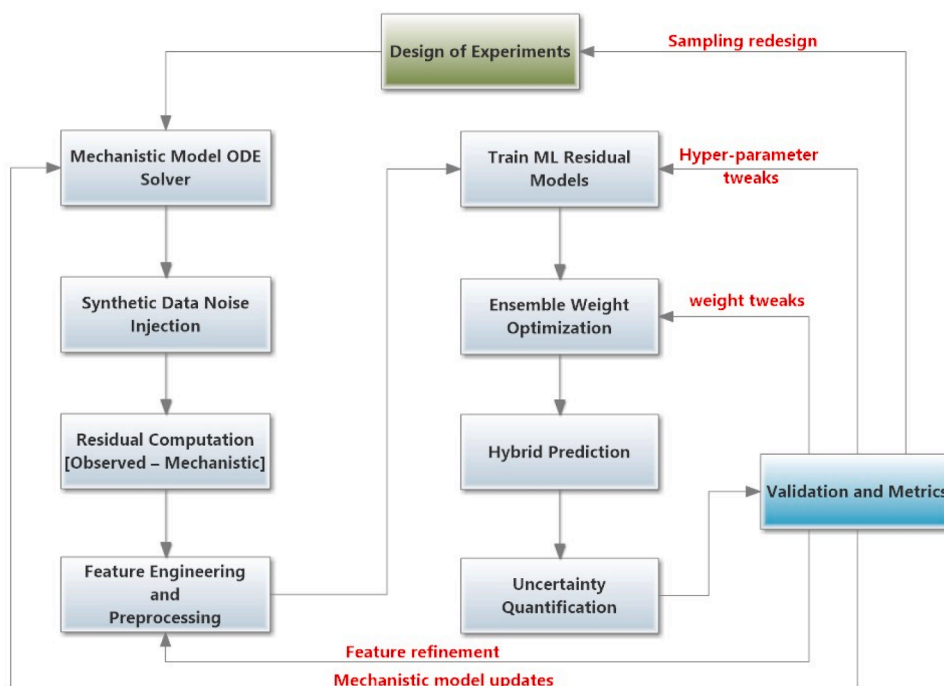 Design of Experiments
Sampling redesign
Mechanistic Model ODE
Solver
Train ML Residual
Models
Hyper-parameter
tweaks
Synthetic Data Noise
Injection
Ensemble Weight
Optimization
weight tweaks
Residual Computation
[Observed – Mechanistic]
Hybrid Prediction
Validation and Metrics
Feature Engineering
and
Preprocessing
Uncertainty
Quantification
Feature refinement
Mechanistic model updates